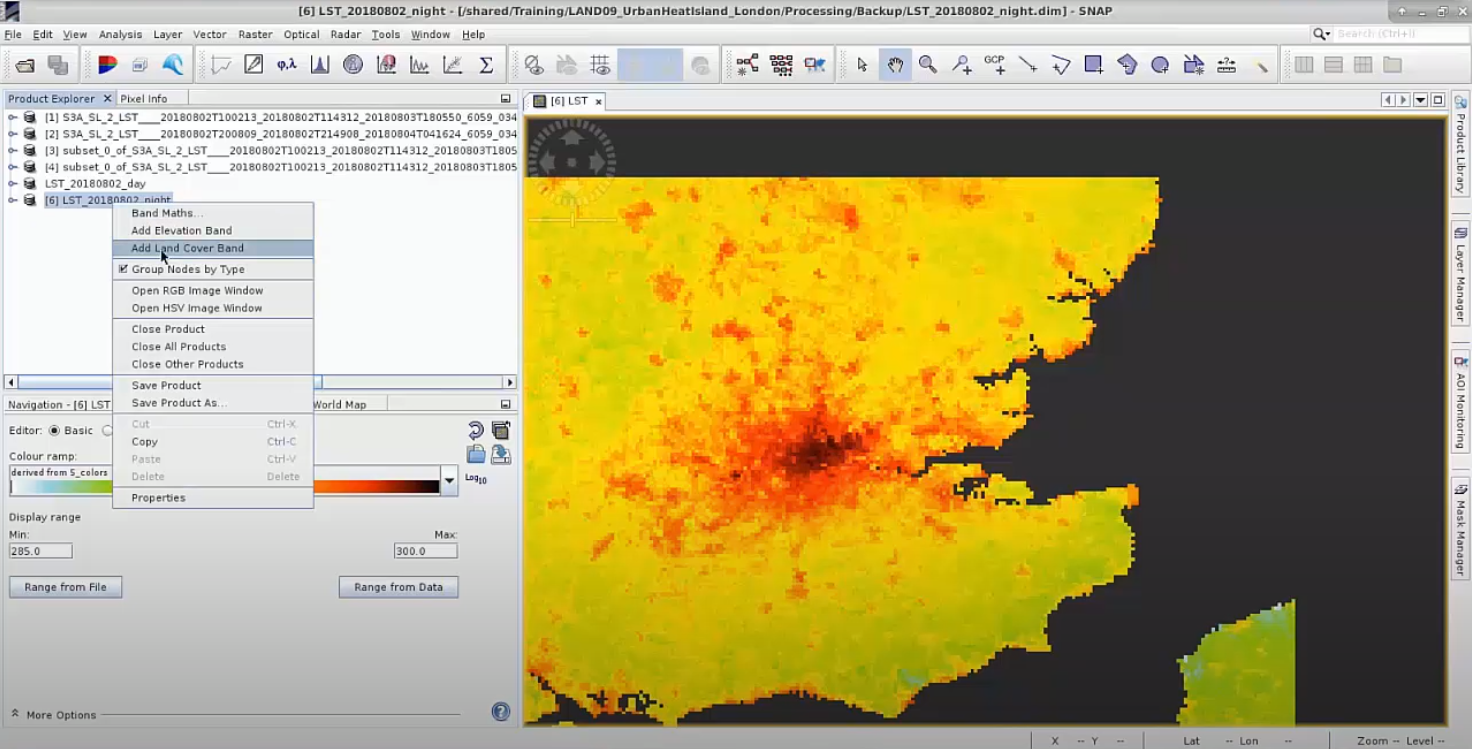 [6] LST_20180802_night - [/shared/Training/LAND09_UrbanHeatIsland_London/Processing/Backup/LST_20180802_night.dim] - SNAP
File Edit View Analysis Layer Vector Raster Optical Radar Tools Window Help
Search (Ctrl+I)
φ,λ Σ GCP
Product Explorer Pixel Info
[6] LST
[1] S3A_SL_2_LST____20180802T100213_20180802T114312_20180803T180550_6059_034
[2] S3A_SL_2_LST____20180802T200809_20180802T214908_20180804T041624_6059_034
[3] subset_0_of_S3A_SL_2_LST____20180802T100213_20180802T114312_20180803T1805
[4] subset_0_of_S3A_SL_2_LST____20180802T100213_20180802T114312_20180803T1805
LST_20180802_day
[6] LST_20180802_night
Band Maths...
Add Elevation Band
Add Land Cover Band
Group Nodes by Type
Open RGB Image Window
Open HSV Image Window
Close Product
Close All Products
Close Other Products
Save Product
Save Product As...
Cut Ctrl-X
Copy Ctrl-C
Paste Ctrl-V
Delete Delete
Properties
Navigation - [6] LST
World Map
Editor: Basic
Colour ramp:
derived from 5_colors
Log10
Display range
Min: Max:
285.0 300.0
Range from File Range from Data
More Options
Product Library
Layer Manager
AOI Monitoring
Mask Manager
X -- Y -- Lat -- Lon -- Zoom -- Level --